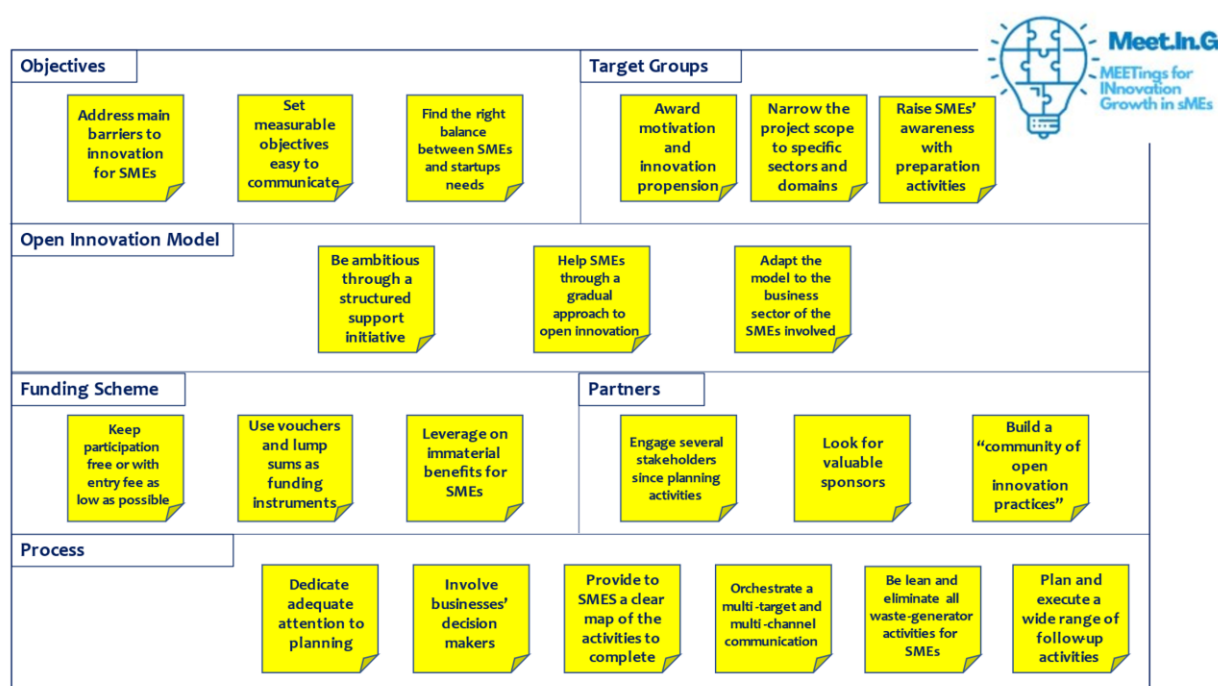 Meet.In.G
MEETings for
INnovation
Growth in sMEs
Objectives
Address main
barriers to
innovation
for SMEs
Set
measurable
objectives
easy to
communicate
Find the right
balance
between SMEs
and startups
needs
Target Groups
Award
motivation
and
innovation
propension
Narrow the
project scope
to specific
sectors and
domains
Raise SMEs’
awareness
with
preparation
activities
Open Innovation Model
Be ambitious
through a
structured
support
initiative
Help SMEs
through a
gradual
approach to
open innovation
Adapt the
model to the
business
sector of the
SMEs involved
Funding Scheme
Keep
participation
free or with
entry fee as
low as possible
Use vouchers
and lump
sums as
funding
instruments
Leverage on
immaterial
benefits for
SMEs
Partners
Engage several
stakeholders
since planning
activities
Look for
valuable
sponsors
Build a
“community of
open
innovation
practices”
Process
Dedicate
adequate
attention to
planning
Involve
businesses’
decision
makers
Provide to
SMES a clear
map of the
activities to
complete
Orchestrate a
multi-target and
multi-channel
communication
Be lean and
eliminate all
waste-generator
activities for
SMEs
Plan and
execute a
wide range of
follow-up
activities